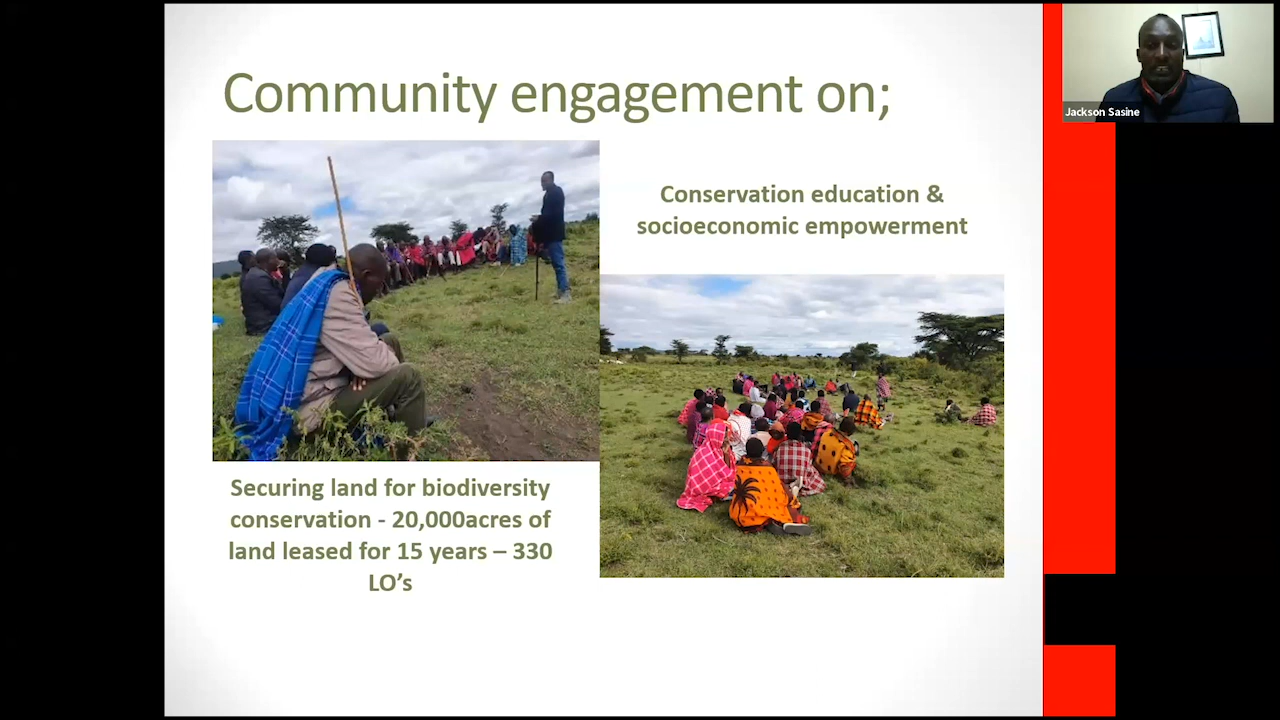 Community engagement on;
Jackson Sasine
Conservation education &
socioeconomic empowerment
Securing land for biodiversity
conservation - 20,000acres of
land leased for 15 years – 330
LO’s